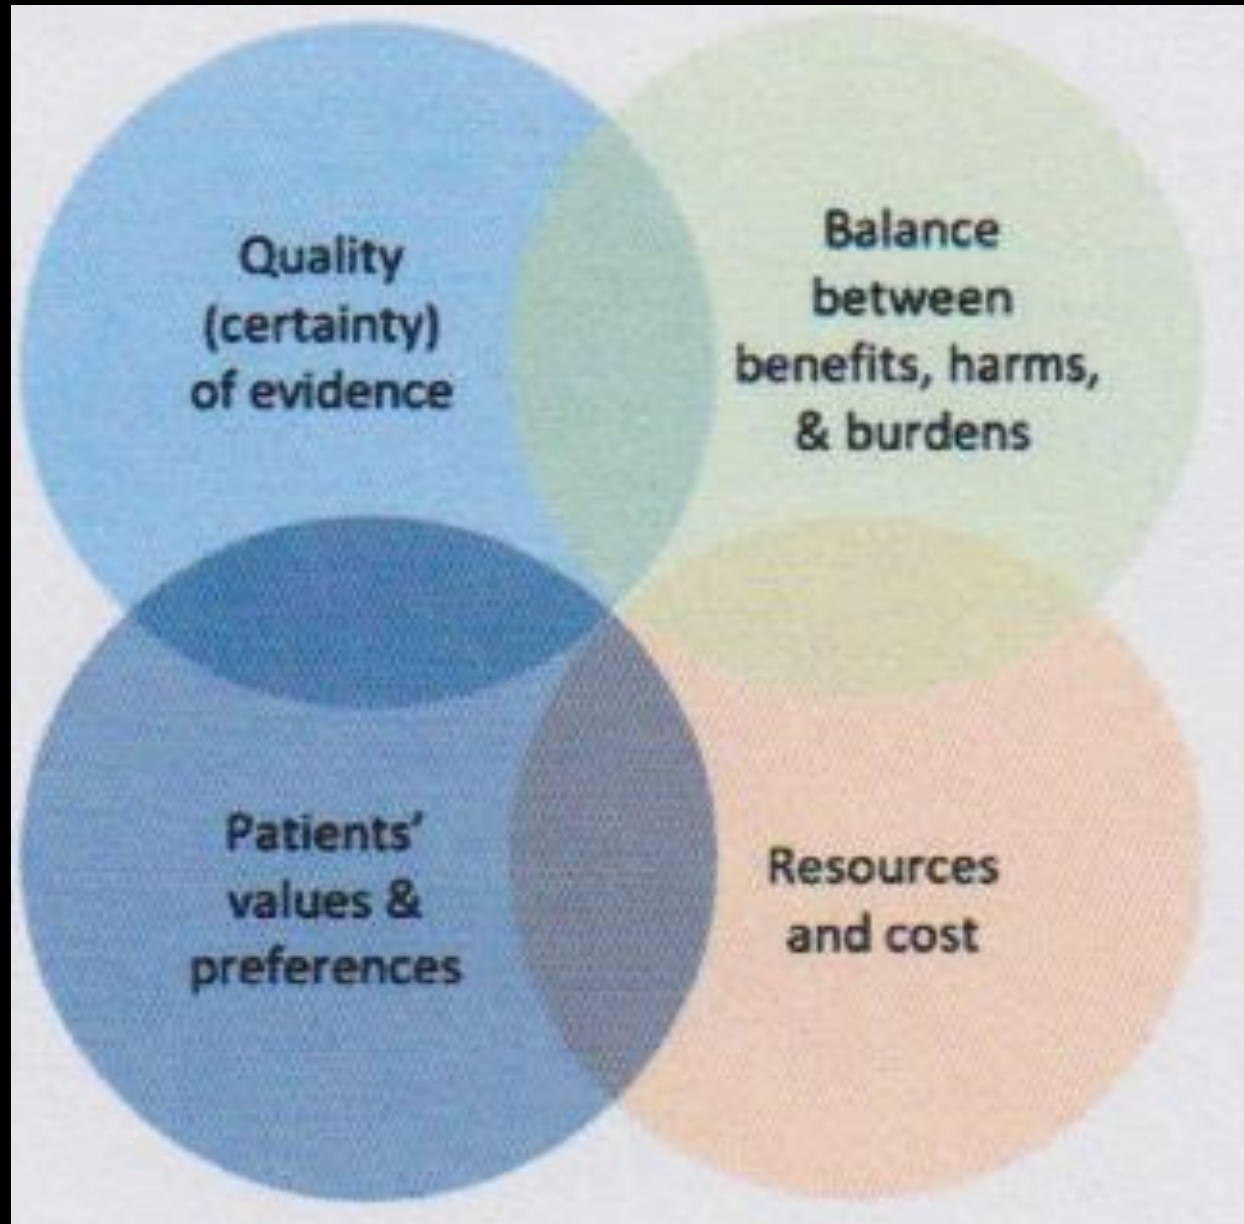 Quality
(certainty)
of evidence
Balance
between
benefits, harms,
& burdens
Patients'
values &
preferences
Resources
and cost